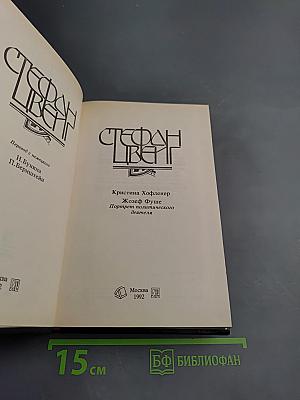 СТЕФАН
ЦВЕЙГ
Перевод с немецкого
Н.Бунина
П.Бернштейн
СТЕФАН
ЦВЕЙГ
Кристина Хофленер
Жозеф Фуше
Портрет политического
деятеля
Москва
1992
15 см
БФ БИБЛИОФАН